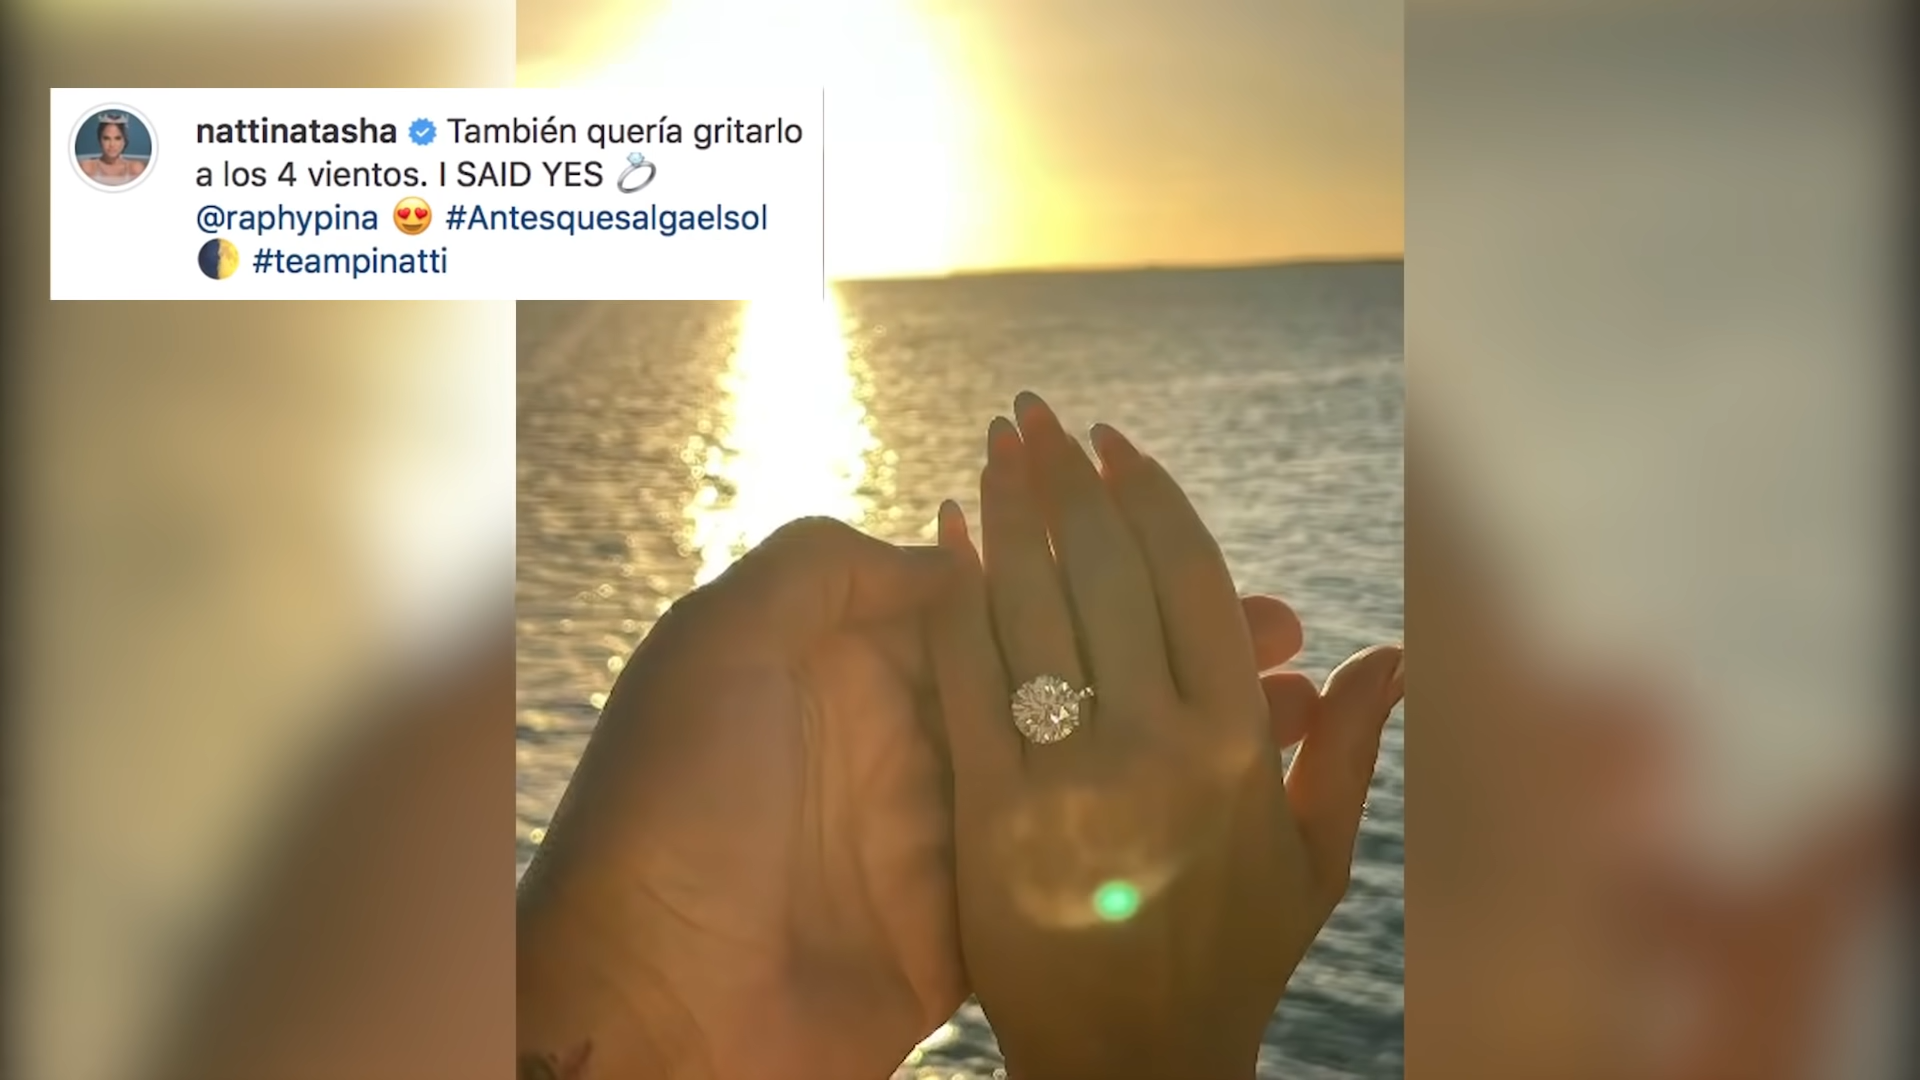 nattinatasha También quería gritarlo
a los 4 vientos. I SAID YES 💍
@raphypina 😍 #Antesquesalgaelsol
🌓 #teampinatti